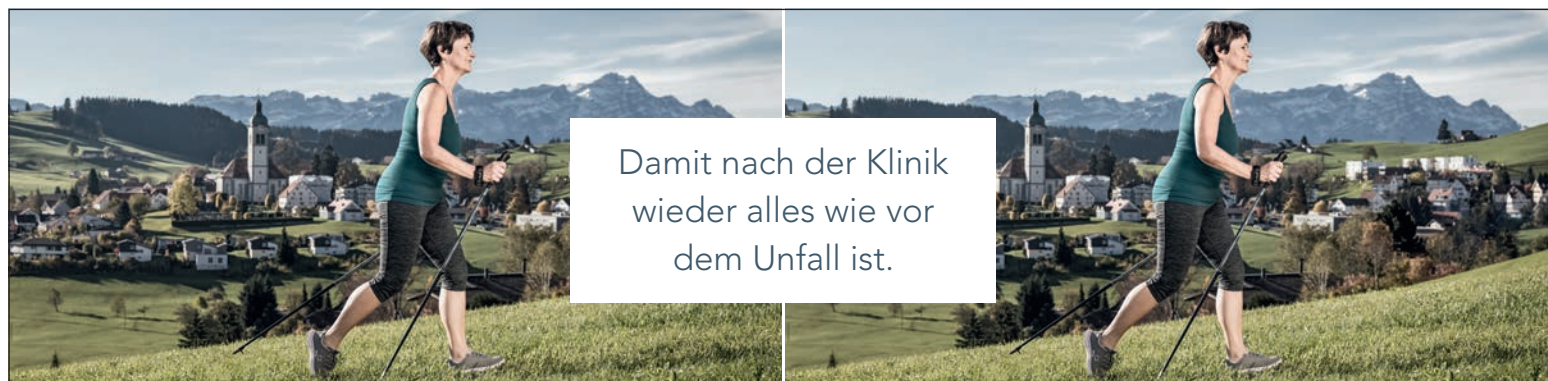 Damit nach der Klinik
wieder alles wie vor
dem Unfall ist.